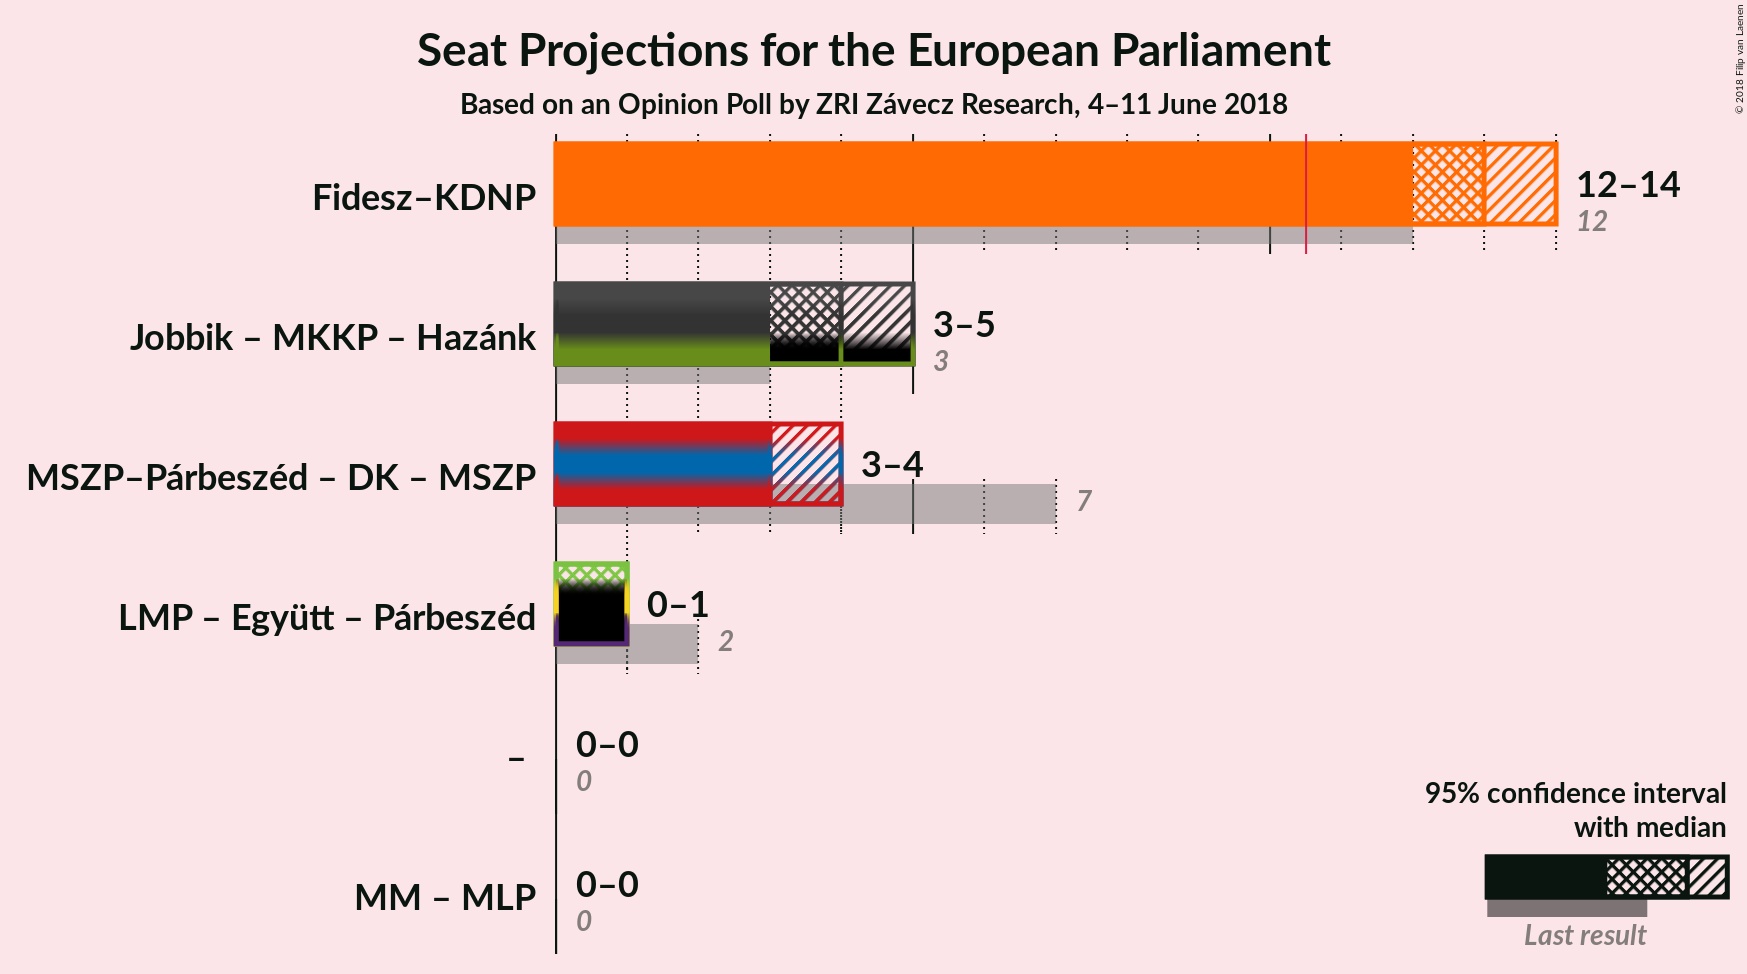 Seat Projections for the European Parliament
Based on an Opinion Poll by ZRI Závecz Research, 4–11 June 2018
© 2018 Filip van Laenen
Fidesz–KDNP
12–14
12
Jobbik – MKKP – Hazánk
3–5
3
MSZP–Párbeszéd – DK – MSZP
3–4
7
LMP – Együtt – Párbeszéd
0–1
2
–
0–0
0
MM – MLP
0–0
0
95% confidence interval
with median
Last result